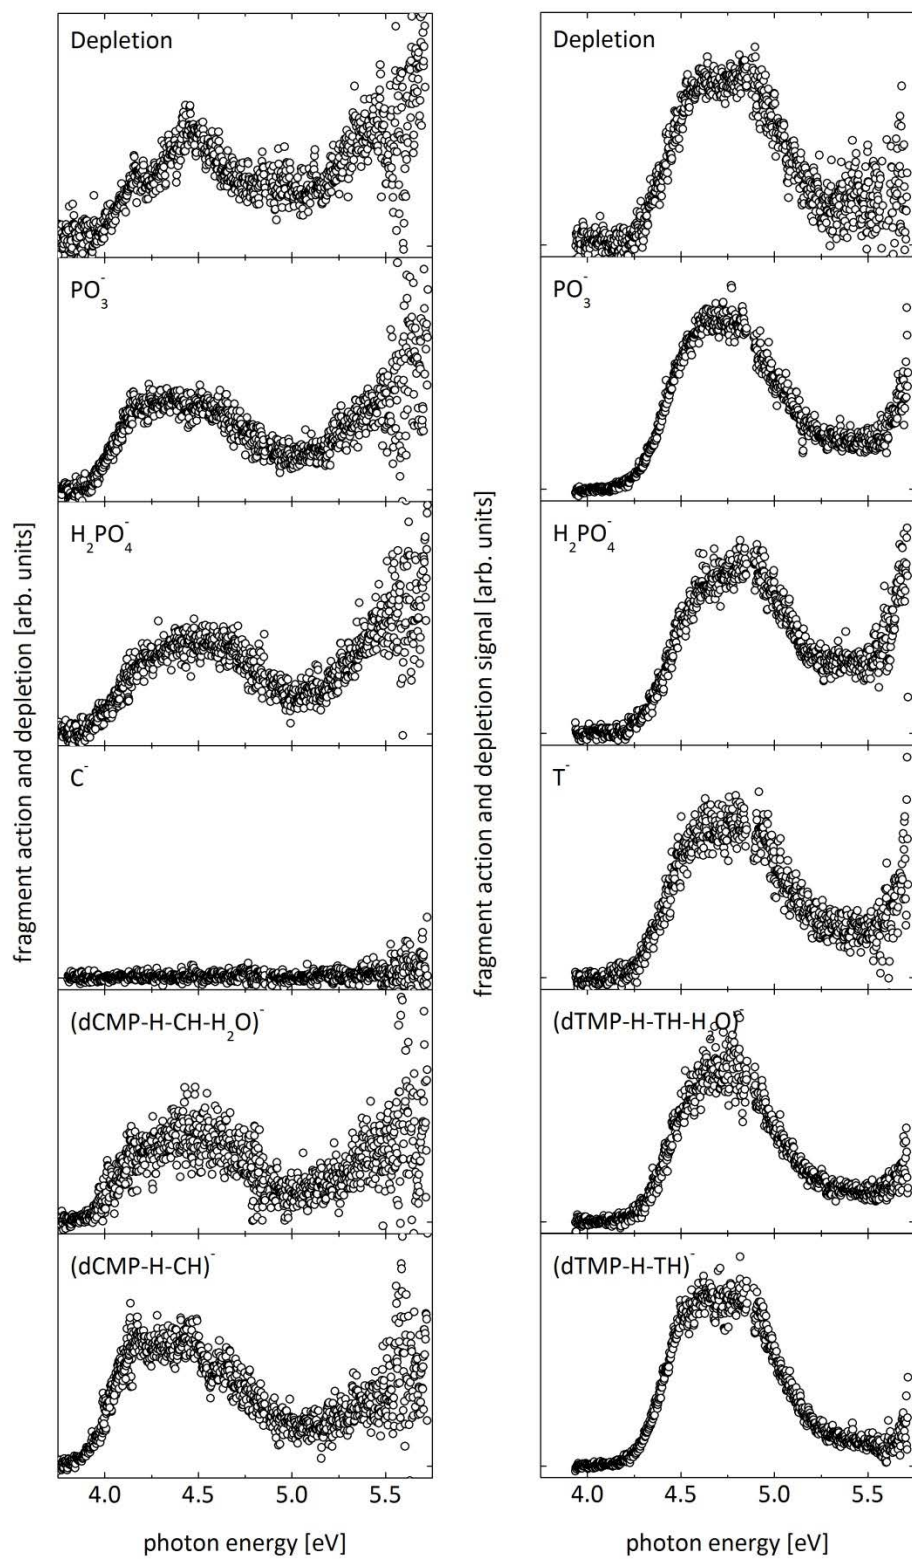 Depletion
PO₃⁻
H₂PO₄⁻
C⁻
(dCMP-H-CH-H₂O)⁻
(dCMP-H-CH)⁻
fragment action and depletion [arb. units]
4.0 4.5 5.0 5.5
photon energy [eV]
Depletion
PO₃⁻
H₂PO₄⁻
T⁻
(dTMP-H-TH-H₂O)⁻
(dTMP-H-TH)⁻
fragment action and depletion signal [arb. units]
4.0 4.5 5.0 5.5
photon energy [eV]